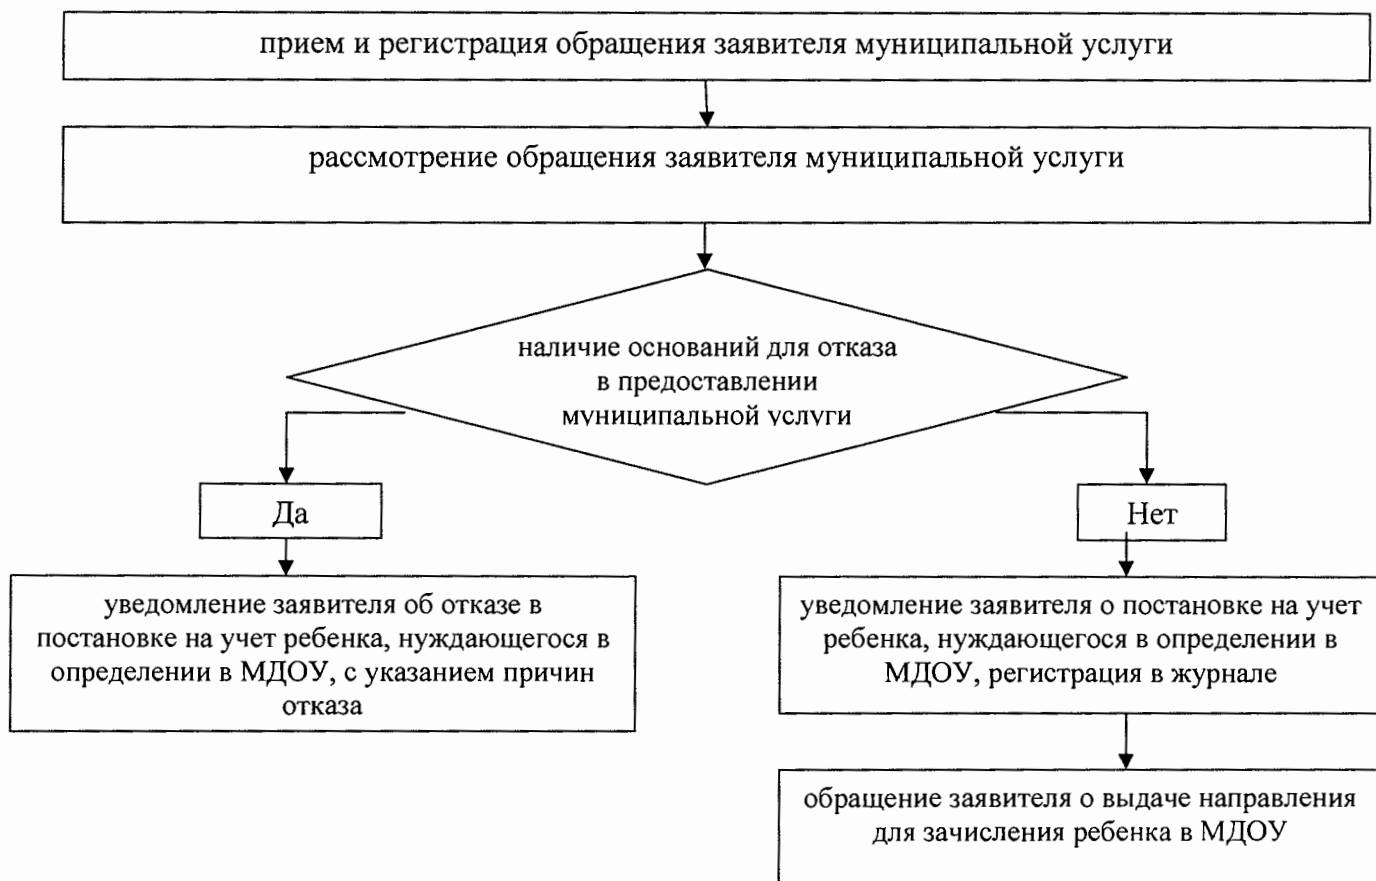 прием и регистрация обращения заявителя муниципальной услуги
рассмотрение обращения заявителя муниципальной услуги
наличие оснований для отказа
в предоставлении
муниципальной услуги
Да
Нет
уведомление заявителя об отказе в
постановке на учет ребенка, нуждающегося в
определении в МДОУ, с указанием причин
отказа
уведомление заявителя о постановке на учет
ребенка, нуждающегося в определении в
МДОУ, регистрация в журнале
обращение заявителя о выдаче направления
для зачисления ребенка в МДОУ